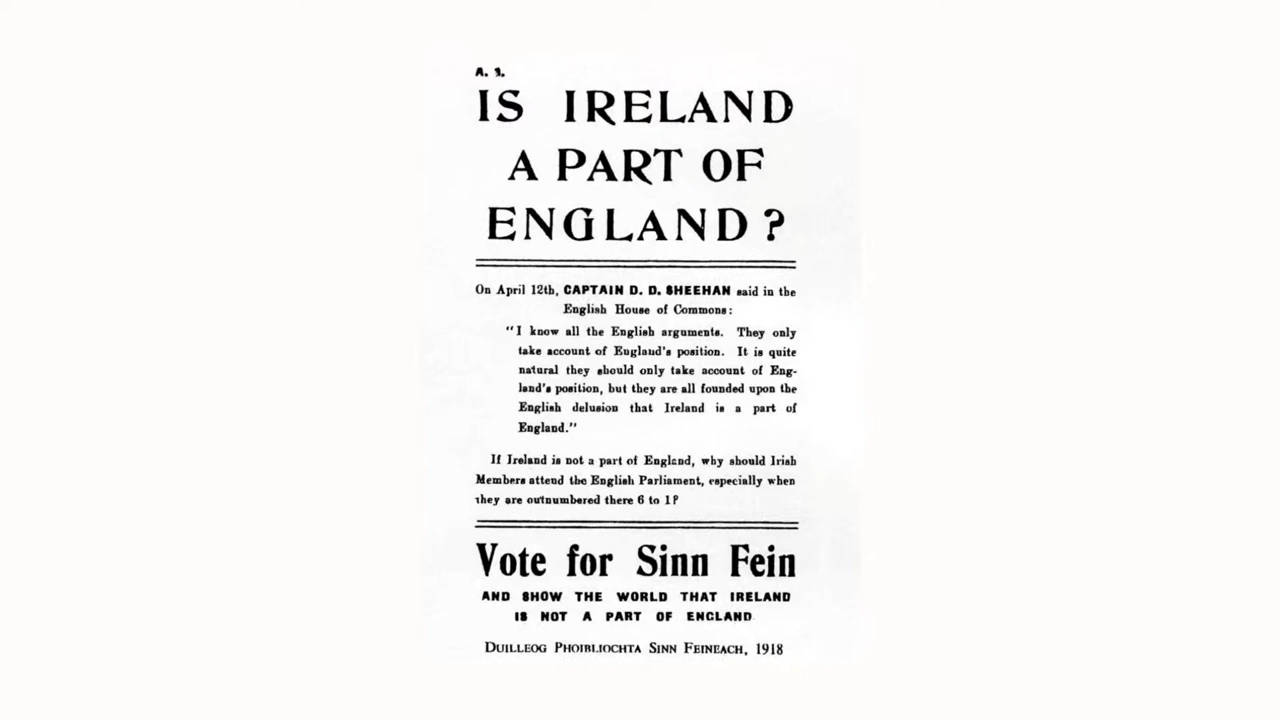 A. 1.
IS IRELAND
A PART OF
ENGLAND?
On April 12th, CAPTAIN D. D. SHEEHAN said in the
English House of Commons:
"I know all the English arguments. They only
take account of England's position. It is quite
natural they should only take account of Eng-
land's position, but they are all founded upon the
English delusion that Ireland is a part of
England."
If Ireland is not a part of England, why should Irish
Members attend the English Parliament, especially when
they are outnumbered there 6 to 1?
Vote for Sinn Fein
AND SHOW THE WORLD THAT IRELAND
IS NOT A PART OF ENGLAND
DUILLEOG PHOIBLIOCHTA SINN FEINEACH, 1918